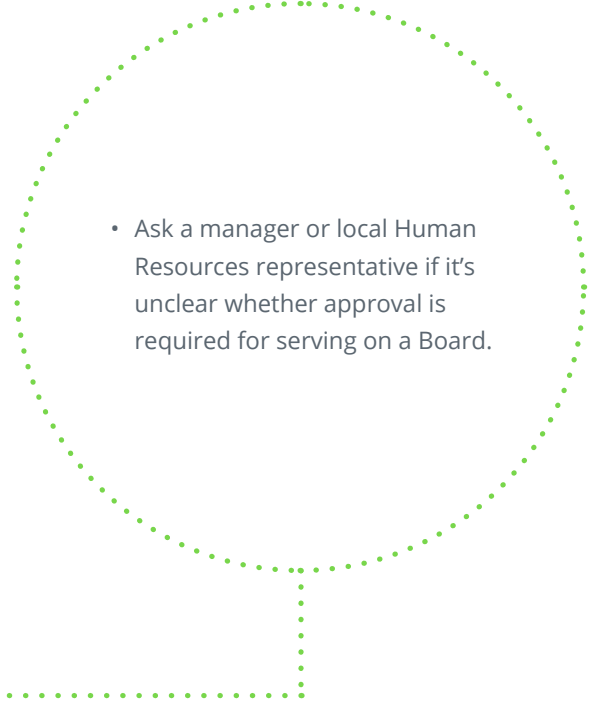 • Ask a manager or local Human
Resources representative if it’s
unclear whether approval is
required for serving on a Board.